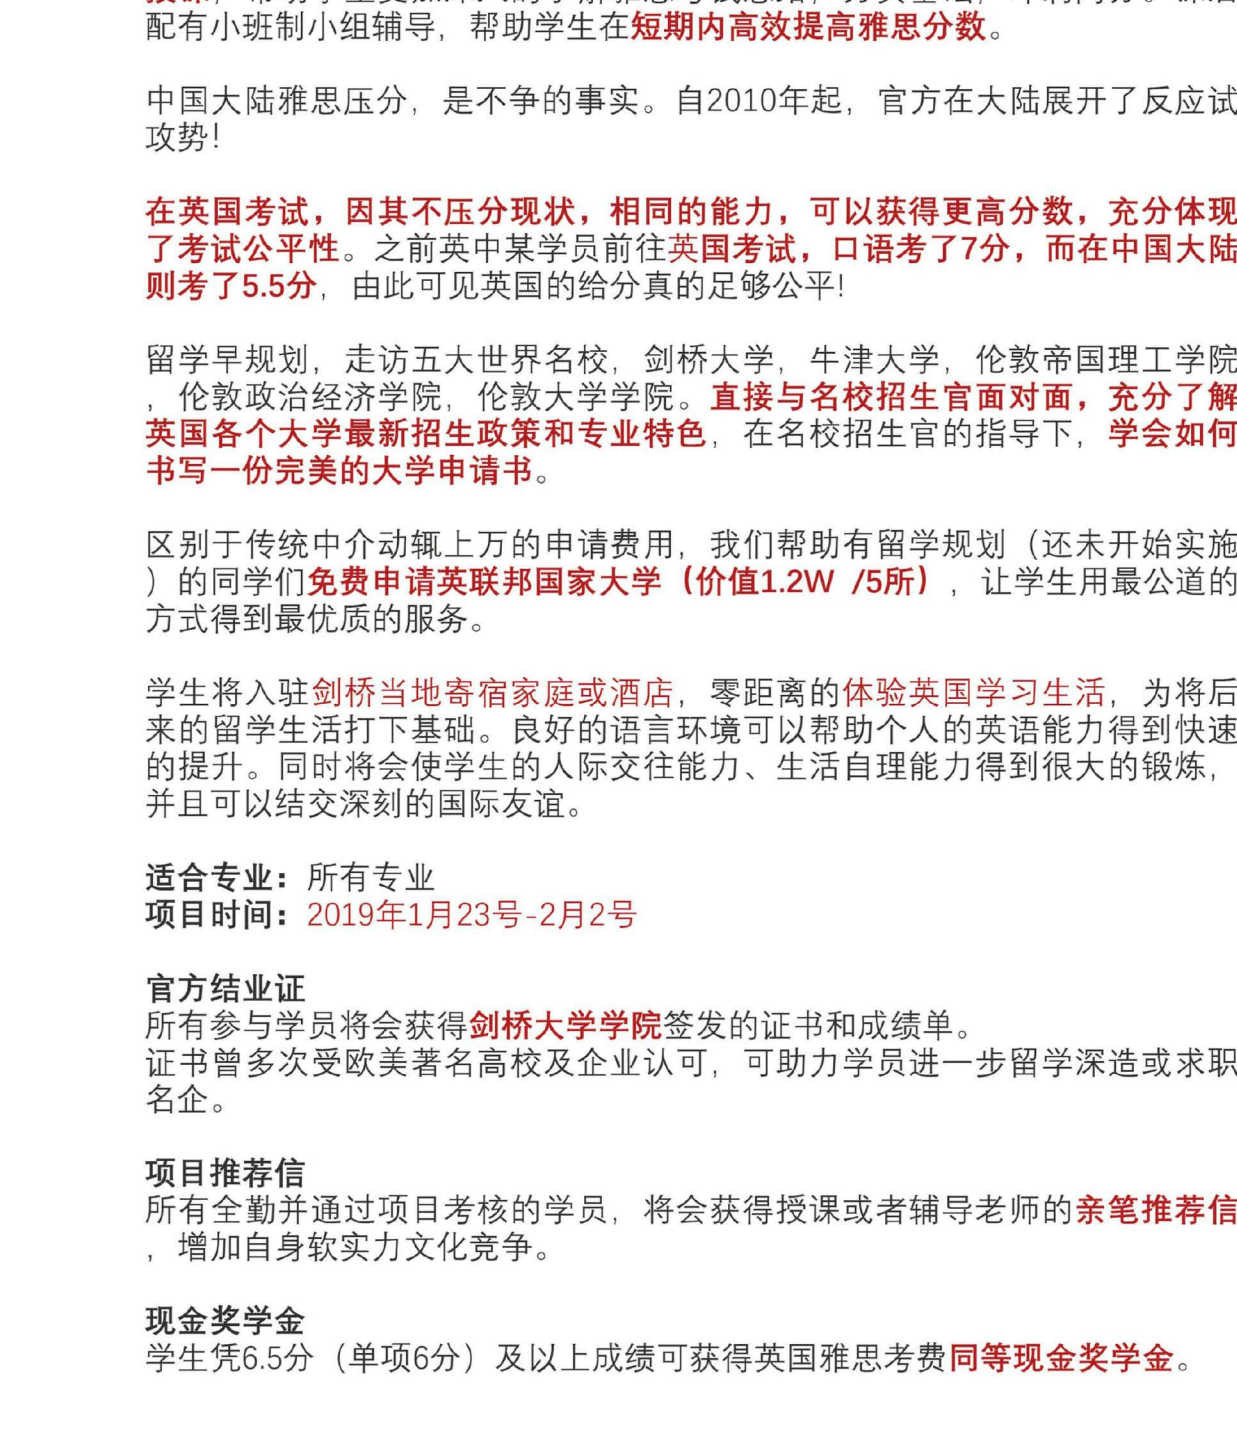 配有小班制小组辅导，帮助学生在短期内高效提高雅思分数。
中国大陆雅思压分，是不争的事实。自2010年起，官方在大陆展开了反应试
攻势！
在英国考试，因其不压分现状，相同的能力，可以获得更高分数，充分体现
了考试公平性。之前英中某学员前往英国考试，口语考了7分，而在中国大陆
则考了5.5分，由此可见英国的给分真的足够公平！
留学早规划，走访五大世界名校，剑桥大学，牛津大学，伦敦帝国理工学院
，伦敦政治经济学院，伦敦大学学院。直接与名校招生官面对面，充分了解
英国各个大学最新招生政策和专业特色，在名校招生官的指导下，学会如何
书写一份完美的大学申请书。
区别于传统中介动辄上万的申请费用，我们帮助有留学规划（还未开始实施
）的同学们免费申请英联邦国家大学（价值1.2W /5所），让学生用最公道的
方式得到最优质的服务。
学生将入驻剑桥当地寄宿家庭或酒店，零距离的体验英国学习生活，为将后
来的留学生活打下基础。良好的语言环境可以帮助个人的英语能力得到快速
的提升。同时将会使学生的人际交往能力、生活自理能力得到很大的锻炼，
并且可以结交深刻的国际友谊。
适合专业：所有专业
项目时间：2019年1月23号-2月2号
官方结业证
所有参与学员将会获得剑桥大学学院签发的证书和成绩单。
证书曾多次受欧美著名高校及企业认可，可助力学员进一步留学深造或求职
名企。
项目推荐信
所有全勤并通过项目考核的学员，将会获得授课或者辅导老师的亲笔推荐信
，增加自身软实力文化竞争。
现金奖学金
学生凭6.5分（单项6分）及以上成绩可获得英国雅思考费同等现金奖学金。